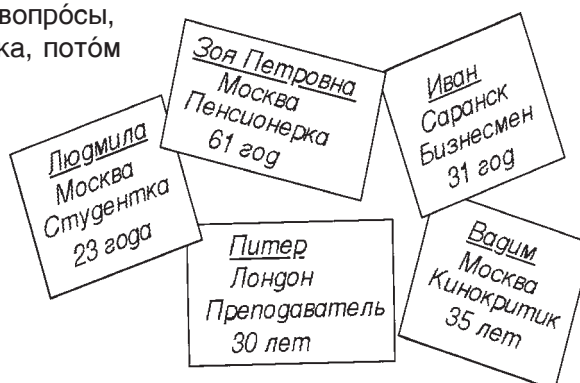 вопро́сы,
ка, пото́м
Зоя Петровна
Москва
Пенсионерка
61 год
Иван
Саранск
Бизнесмен
31 год
Людмила
Москва
Студентка
23 года
Питер
Лондон
Преподаватель
30 лет
Вадим
Москва
Кинокритик
35 лет